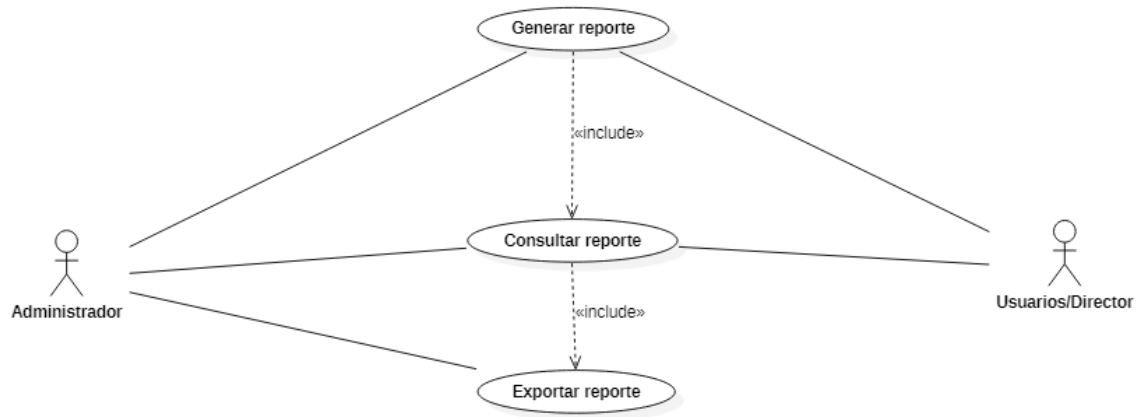 Generar reporte
«include»
Consultar reporte
Administrador
Usuarios/Director
«include»
Exportar reporte